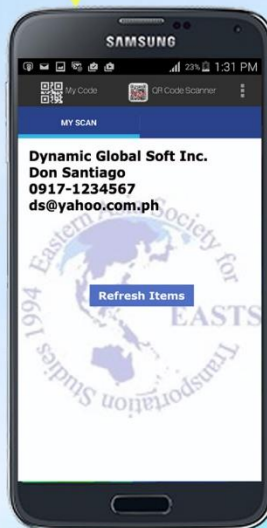 SAMSUNG
23% 1:31 PM
My Code
QR Code Scanner
MY SCAN
Dynamic Global Soft Inc.
Don Santiago
0917-1234567
ds@yahoo.com.ph
Refresh Items
Eastern Asia Society for
Transportation Studies 1994
EASTS